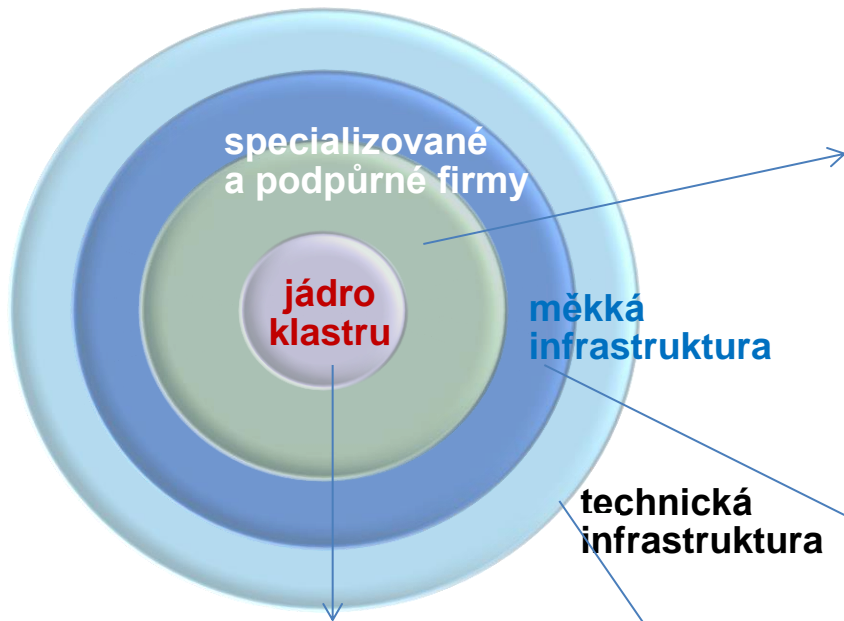 specializované
a podpůrné firmy
jádro
klastru
měkká
infrastruktura
technická
infrastruktura